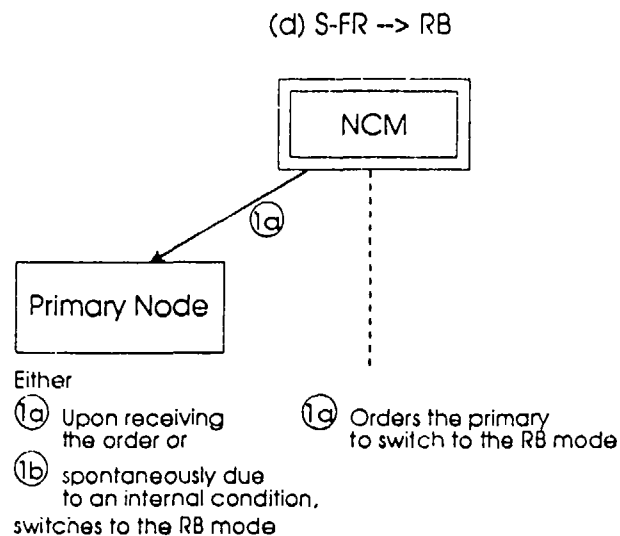 (d) S-FR --> RB
NCM
1a
Primary Node
Either
1a Upon receiving
the order or
1b spontaneously due
to an internal condition,
switches to the RB mode
1a Orders the primary
to switch to the RB mode